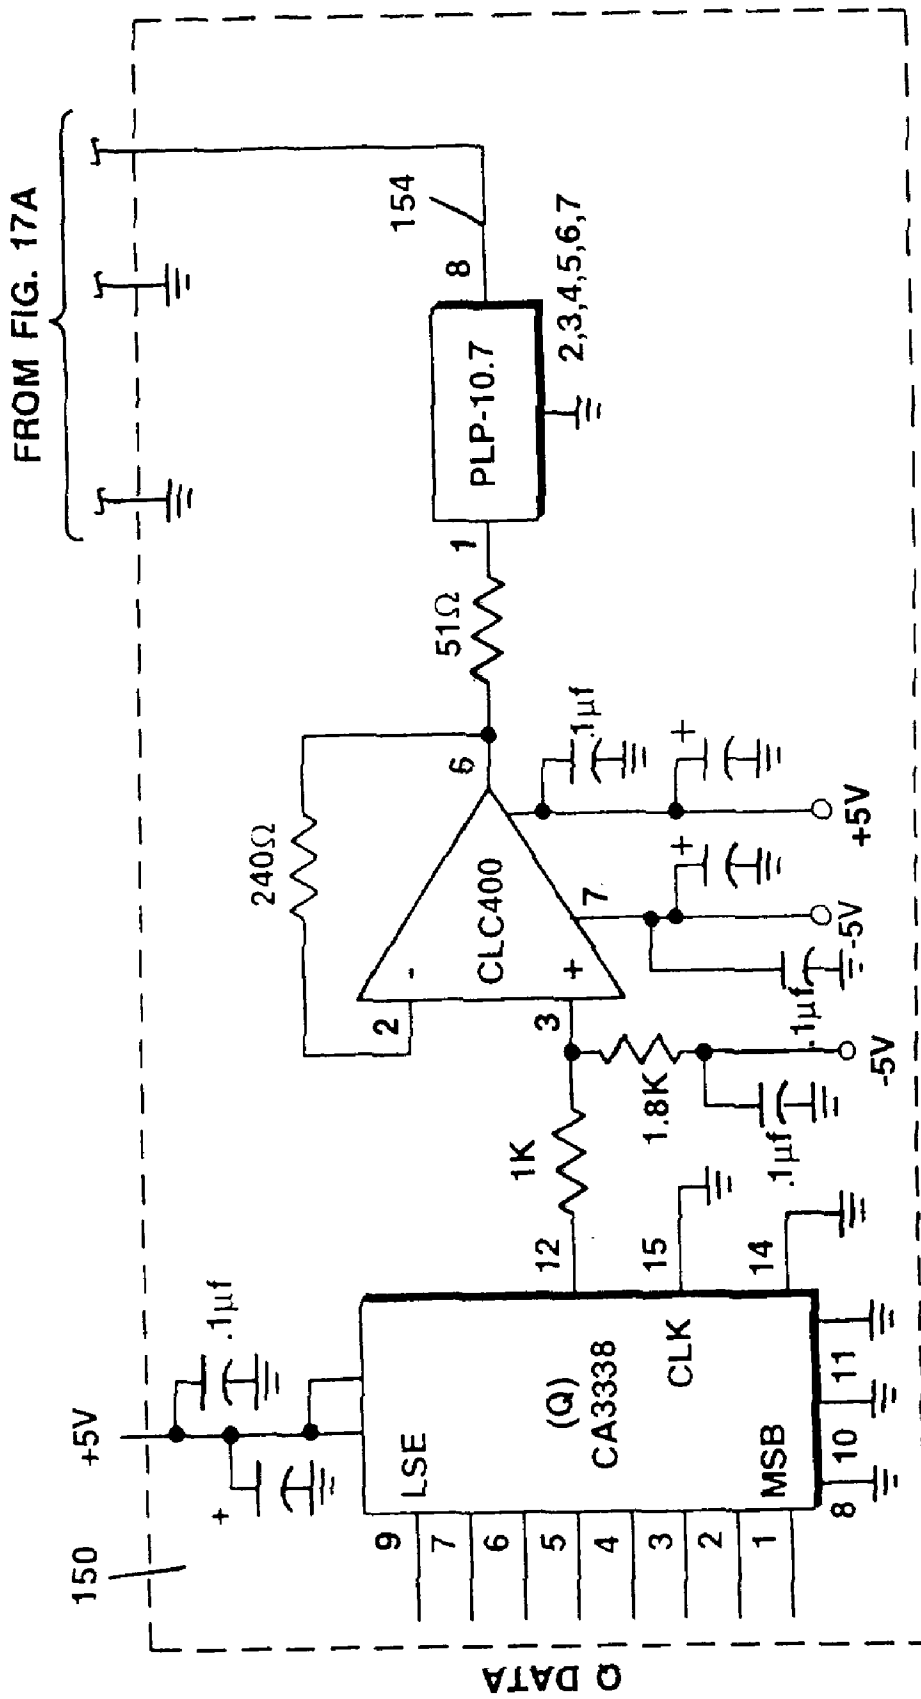 FROM FIG. 17A
150
+5V
.1µf
+
LSE
(Q)
CA3338
CLK
MSB
9
7
6
5
4
3
2
1
8
10
11
12
15
14
Q DATA
1K
1.8K
.1µf
-5V
240Ω
2
3
-
+
CLC400
6
7
.1µf
-5V
+
+5V
+
.1µf
51Ω
1
PLP-10.7
8
2,3,4,5,6,7
154